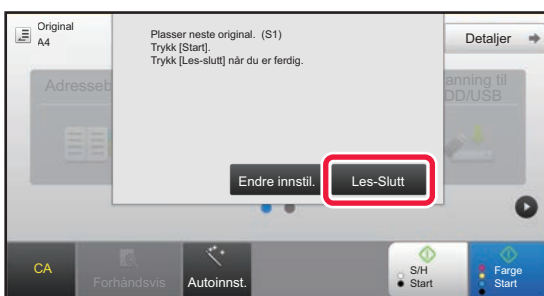 Original
A4
Plasser neste original. (S1)
Trykk [Start].
Trykk [Les-slutt] når du er ferdig.
Detaljer
Adresseb
anning til
DD/USB
Endre innstil.
Les-Slutt
CA
Forhåndsvis
Autoinnst.
S/H
Start
Farge
Start